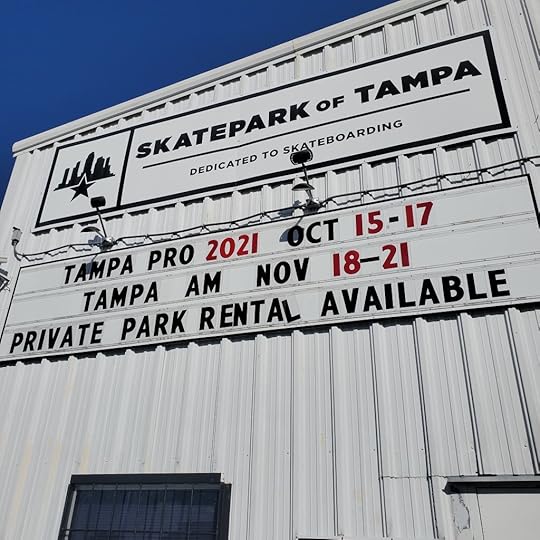 SKATEPARK OF TAMPA
DEDICATED TO SKATEBOARDING
TAMPA PRO 2021 OCT 15-17
TAMPA AM NOV 18-21
PRIVATE PARK RENTAL AVAILABLE